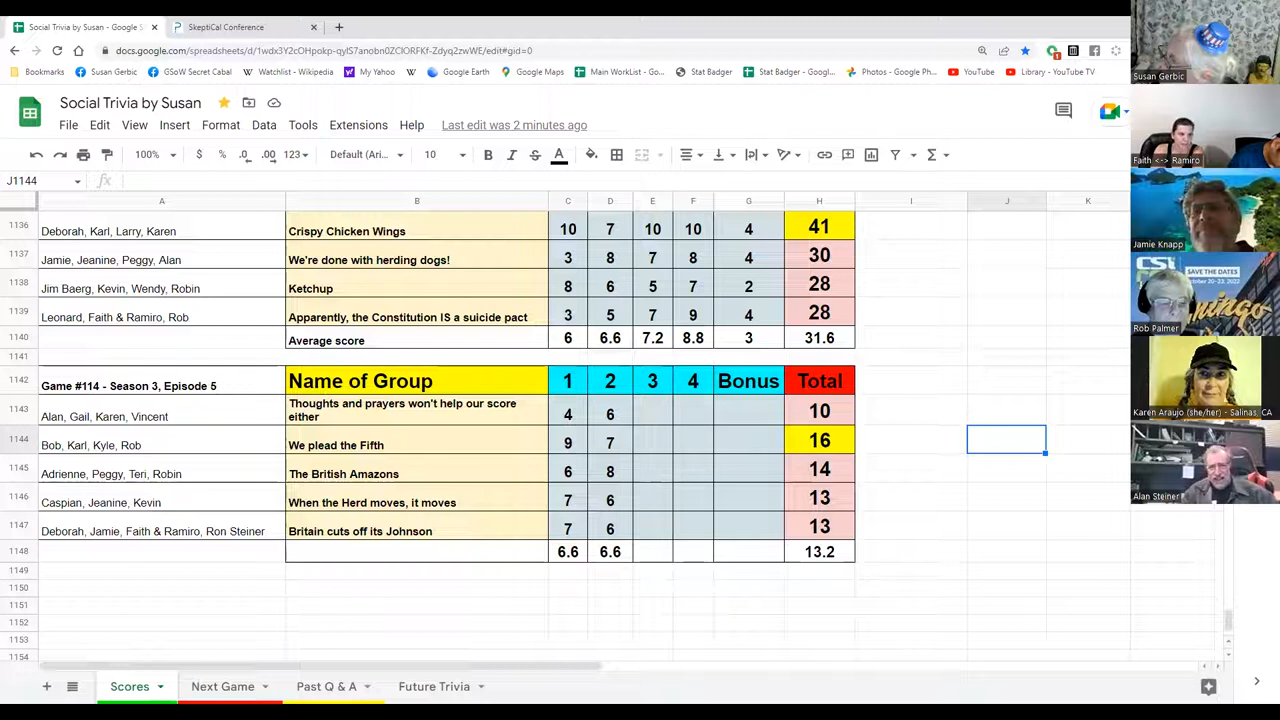 Social Trivia by Susan - Google S
SkeptiCal Conference
docs.google.com/spreadsheets/d/1wdx3Y2cOHpokp-qyIS7anobn0ZCIORFKf-Zdyq2zwWE/edit#gid=0
Bookmarks Susan Gerbic GSoW Secret Cabal Watchlist - Wikipedia My Yahoo Google Earth Google Maps Main WorkList - Go... Stat Badger Stat Badger - Googl... Photos - Google Ph... YouTube Library - YouTube TV
Social Trivia by Susan
File Edit View Insert Format Data Tools Extensions Help Last edit was 2 minutes ago
100% $ % .0 .00 123 Default (Ari... 10 B I S A
J1144 fx
A B C D E F G H I J K
1136 Deborah, Karl, Larry, Karen Crispy Chicken Wings 10 7 10 10 4 41
1137 Jamie, Jeanine, Peggy, Alan We're done with herding dogs! 3 8 7 8 4 30
1138 Jim Baerg, Kevin, Wendy, Robin Ketchup 8 6 5 7 2 28
1139 Leonard, Faith & Ramiro, Rob Apparently, the Constitution IS a suicide pact 3 5 7 9 4 28
1140 Average score 6 6.6 7.2 8.8 3 31.6
1141
1142 Game #114 - Season 3, Episode 5 Name of Group 1 2 3 4 Bonus Total
1143 Alan, Gail, Karen, Vincent Thoughts and prayers won't help our score either 4 6 10
1144 Bob, Karl, Kyle, Rob We plead the Fifth 9 7 16
1145 Adrienne, Peggy, Teri, Robin The British Amazons 6 8 14
1146 Caspian, Jeanine, Kevin When the Herd moves, it moves 7 6 13
1147 Deborah, Jamie, Faith & Ramiro, Ron Steiner Britain cuts off its Johnson 7 6 13
1148 6.6 6.6 13.2
1149
1150
1151
1152
1153
1154
Scores Next Game Past Q & A Future Trivia
Susan Gerbic
Faith <-> Ramiro
Jamie Knapp
CSI
SAVE THE DATES
OCTOBER 20-23, 2022
Rob Palmer
Karen Araujo (she/her) - Salinas, CA
Alan Steiner